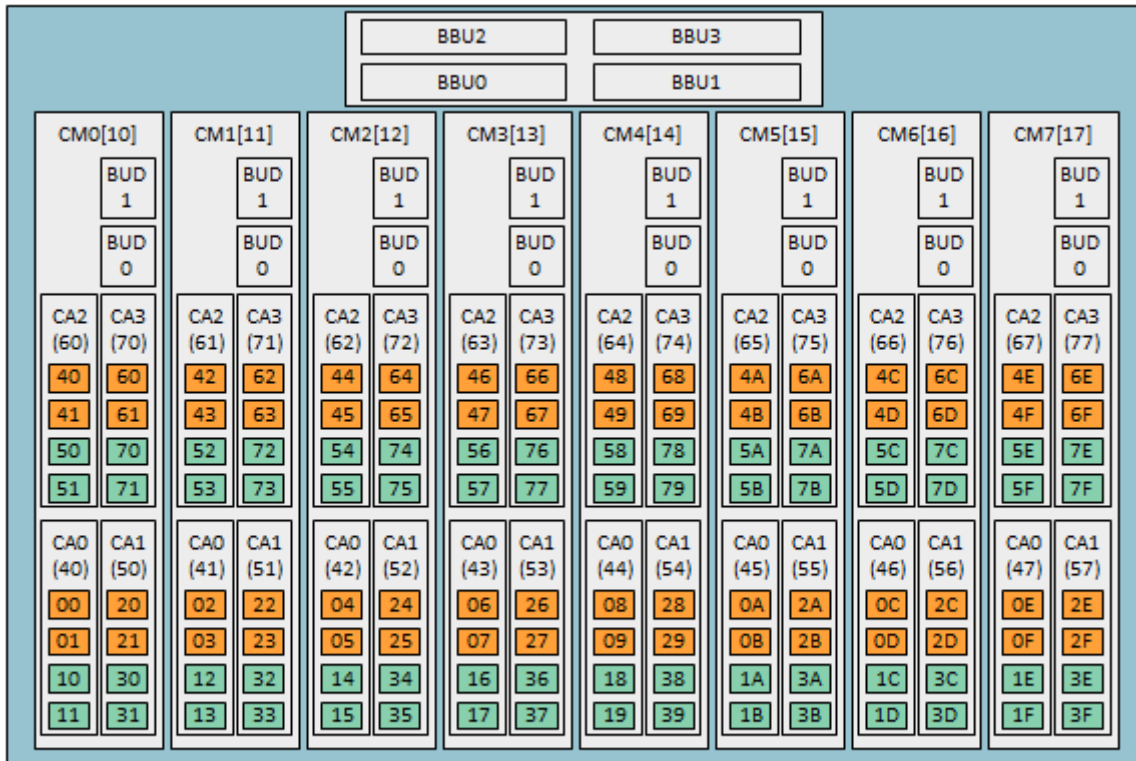 BBU2 BBU3
BBU0 BBU1
CM0[10] CM1[11] CM2[12] CM3[13] CM4[14] CM5[15] CM6[16] CM7[17]
BUD BUD BUD BUD BUD BUD BUD BUD
1 1 1 1 1 1 1 1
BUD BUD BUD BUD BUD BUD BUD BUD
0 0 0 0 0 0 0 0
CA2 CA3 CA2 CA3 CA2 CA3 CA2 CA3 CA2 CA3 CA2 CA3 CA2 CA3 CA2 CA3
(60) (70) (61) (71) (62) (72) (63) (73) (64) (74) (65) (75) (66) (76) (67) (77)
40 60 42 62 44 64 46 66 48 68 4A 6A 4C 6C 4E 6E
41 61 43 63 45 65 47 67 49 69 4B 6B 4D 6D 4F 6F
50 70 52 72 54 74 56 76 58 78 5A 7A 5C 7C 5E 7E
51 71 53 73 55 75 57 77 59 79 5B 7B 5D 7D 5F 7F
CA0 CA1 CA0 CA1 CA0 CA1 CA0 CA1 CA0 CA1 CA0 CA1 CA0 CA1 CA0 CA1
(40) (50) (41) (51) (42) (52) (43) (53) (44) (54) (45) (55) (46) (56) (47) (57)
00 20 02 22 04 24 06 26 08 28 0A 2A 0C 2C 0E 2E
01 21 03 23 05 25 07 27 09 29 0B 2B 0D 2D 0F 2F
10 30 12 32 14 34 16 36 18 38 1A 3A 1C 3C 1E 3E
11 31 13 33 15 35 17 37 19 39 1B 3B 1D 3D 1F 3F